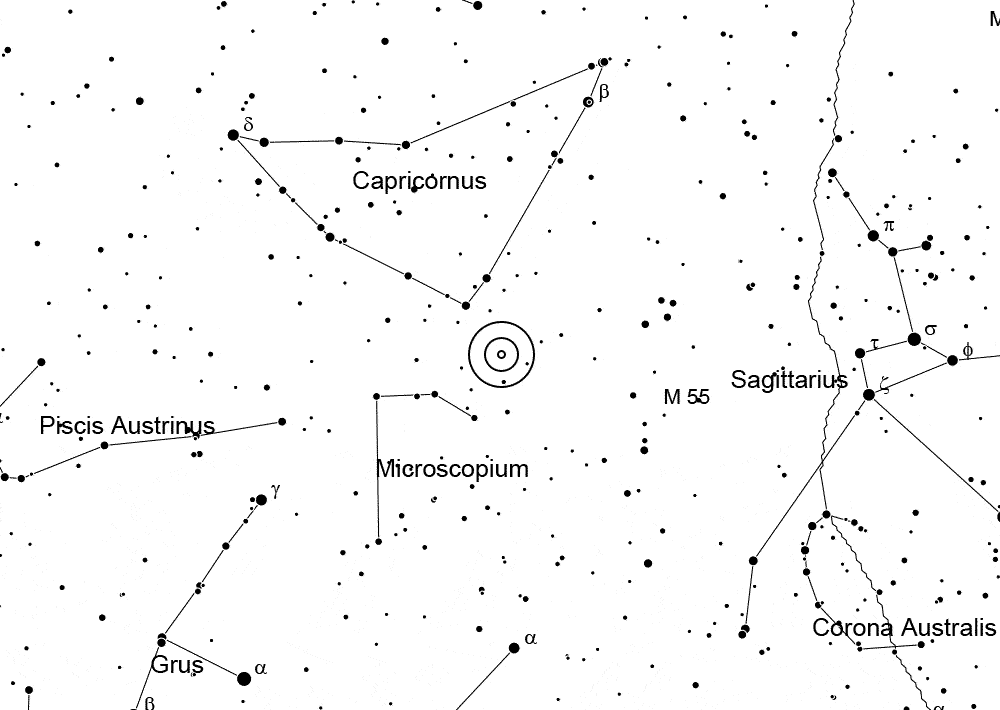 M
β
δ
Capricornus
π
σ
τ
ϕ
Sagittarius
ζ
M 55
Piscis Austrinus
Microscopium
γ
Corona Australis
α
Grus
α
β
α